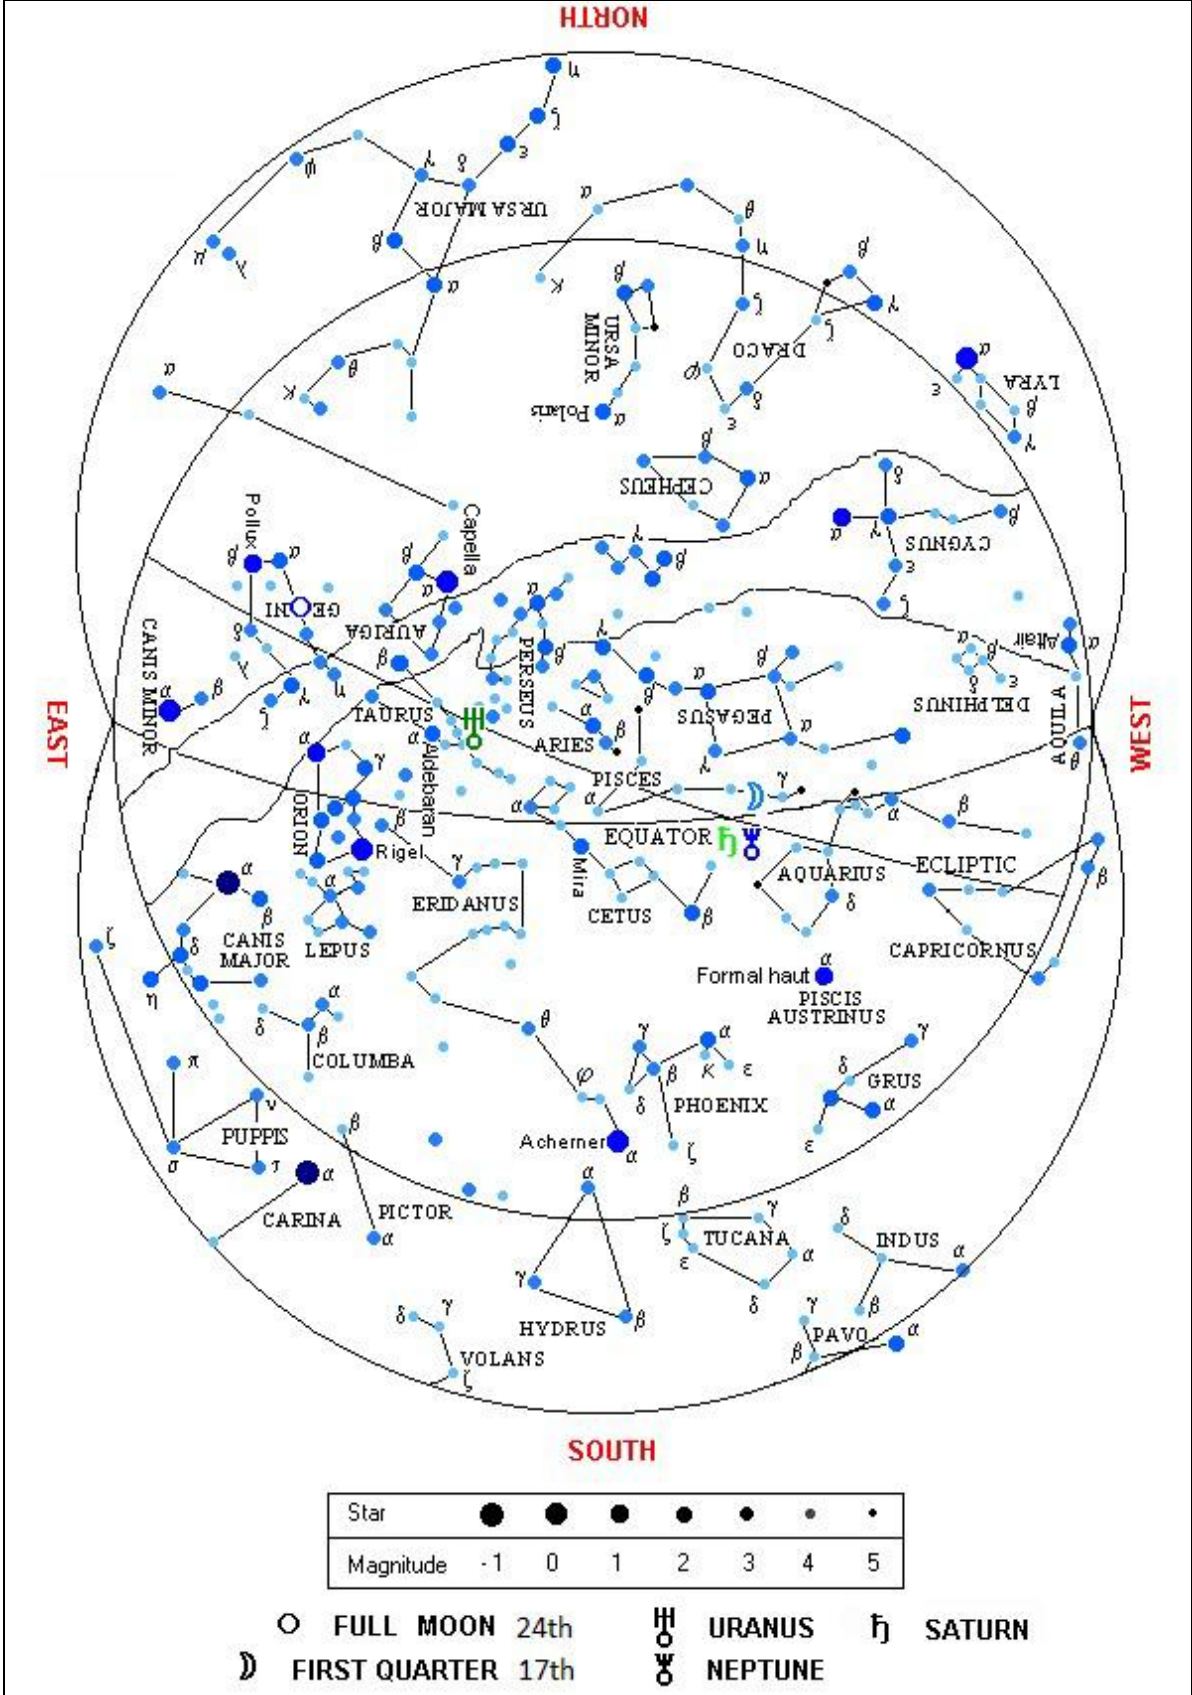 NORTH
η
ζ
ε
δ
γ
φ
μ
λ
URSA MAJOR
β
α
α
θ
η
κ
β
URSA
MINOR
ζ
β
γ
ζ
DRACO
φ
δ
ε
α
ε
LYRA
β
γ
θ
κ
α
Polaris
α
β
CEPHEUS
α
δ
α
γ
β
CYGNUS
ε
ζ
Pollux
β
α
GEMINI
δ
λ
ζ
γ
η
Capella
β
α
AURIGA
β
γ
β
α
β
PERSEUS
γ
α
β
PEGASUS
γ
α
β
δ
ε
DELPHINUS
Altair
α
AQULA
θ
CANIS MINOR
α
β
EAST
WEST
TAURUS
α
Aldebaran
α
β
ARIES
β
PISCES
γ
α
α
α
γ
ORION
β
Rigel
EQUATOR
Mira
γ
ERIDANUS
CETUS
β
α
β
AQUARIUS
δ
ECLIPTIC
β
CAPRICORNUS
α
β
CANIS
MAJOR
δ
η
ζ
α
LEPUS
Formal haut
α
PISCIS
AUSTRINUS
α
δ
β
COLUMBA
θ
φ
γ
α
β
κ
ε
δ
PHOENIX
ζ
γ
δ
GRUS
α
ε
π
ν
PUPPIS
σ
τ
β
Achemer
α
α
CARINA
PICTOR
α
α
β
γ
ζ
TUCANA
ε
α
δ
δ
INDUS
α
β
γ
HYDRUS
β
δ
γ
VOLANS
ζ
γ
PAVO
α
β
SOUTH
Star
Magnitude -1 0 1 2 3 4 5
FULL MOON 24th
URANUS
SATURN
FIRST QUARTER 17th
NEPTUNE